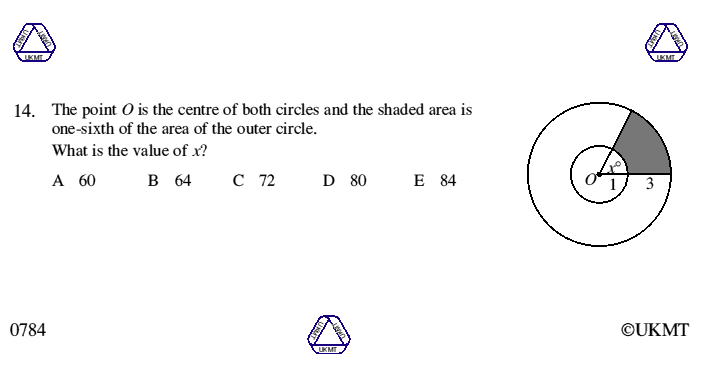 UKMT UKMT UKMT
UKMT UKMT UKMT
14. The point O is the centre of both circles and the shaded area is
one-sixth of the area of the outer circle.
What is the value of x?
A 60 B 64 C 72 D 80 E 84
O x° 1 3
0784
UKMT UKMT UKMT
©UKMT